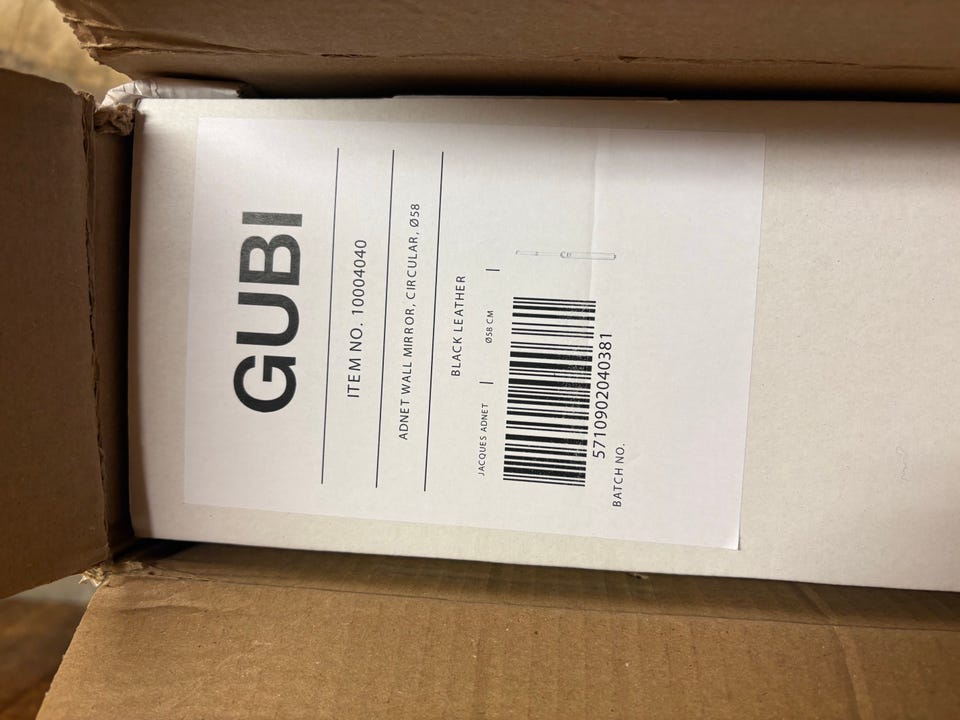 GUBI
ITEM NO. 10004040
ADNET WALL MIRROR, CIRCULAR, Ø58
BLACK LEATHER
JACQUES ADNET | Ø58 CM |
5710902040381
BATCH NO.